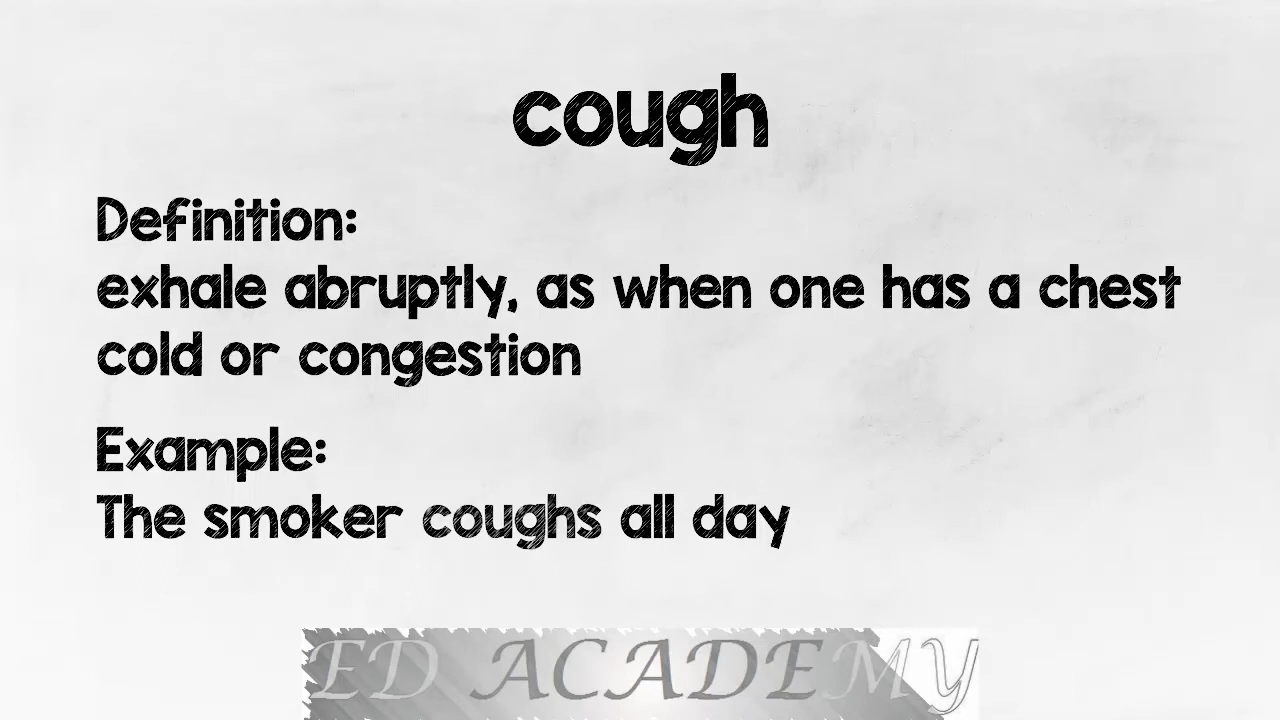 cough
Definition:
exhale abruptly, as when one has a chest
cold or congestion
Example:
The smoker coughs all day
ED ACADEMY